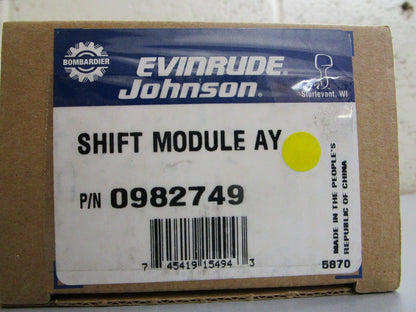 BOMBARDIER
EVINRUDE.
Johnson.
Sturtevant, WI
SHIFT MODULE AY
P/N 0982749
MADE IN THE PEOPLE'S
REPUBLIC OF CHINA
7 45419 15494 3
5870